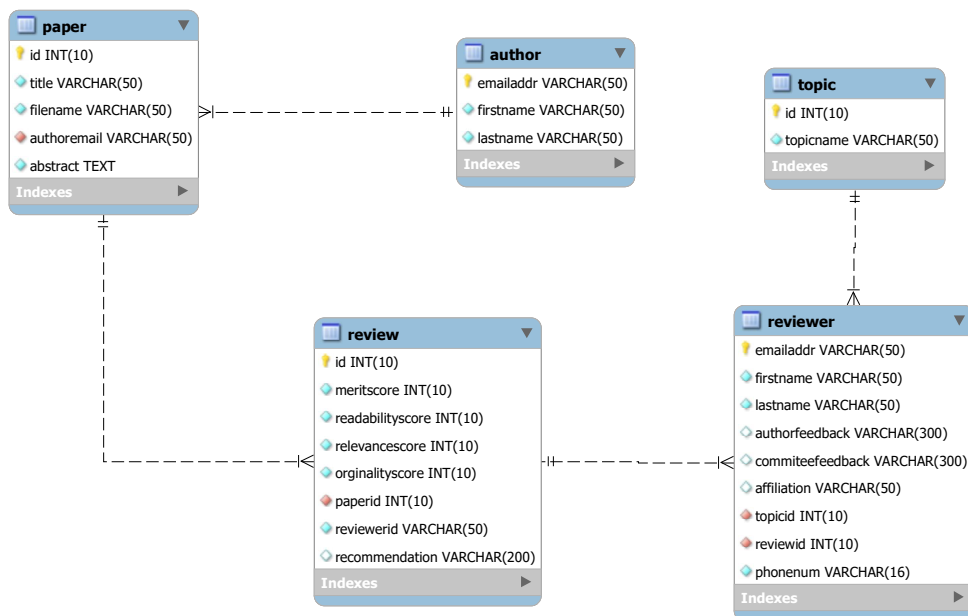 paper
id INT(10)
title VARCHAR(50)
filename VARCHAR(50)
authoremail VARCHAR(50)
abstract TEXT
Indexes
author
emailaddr VARCHAR(50)
firstname VARCHAR(50)
lastname VARCHAR(50)
Indexes
topic
id INT(10)
topicname VARCHAR(50)
Indexes
review
id INT(10)
meritscore INT(10)
readabilityscore INT(10)
relevancescore INT(10)
orginalityscore INT(10)
paperid INT(10)
reviewerid VARCHAR(50)
recommendation VARCHAR(200)
Indexes
reviewer
emailaddr VARCHAR(50)
firstname VARCHAR(50)
lastname VARCHAR(50)
authorfeedback VARCHAR(300)
commiteefeedback VARCHAR(300)
affiliation VARCHAR(50)
topicid INT(10)
reviewid INT(10)
phonenum VARCHAR(16)
Indexes